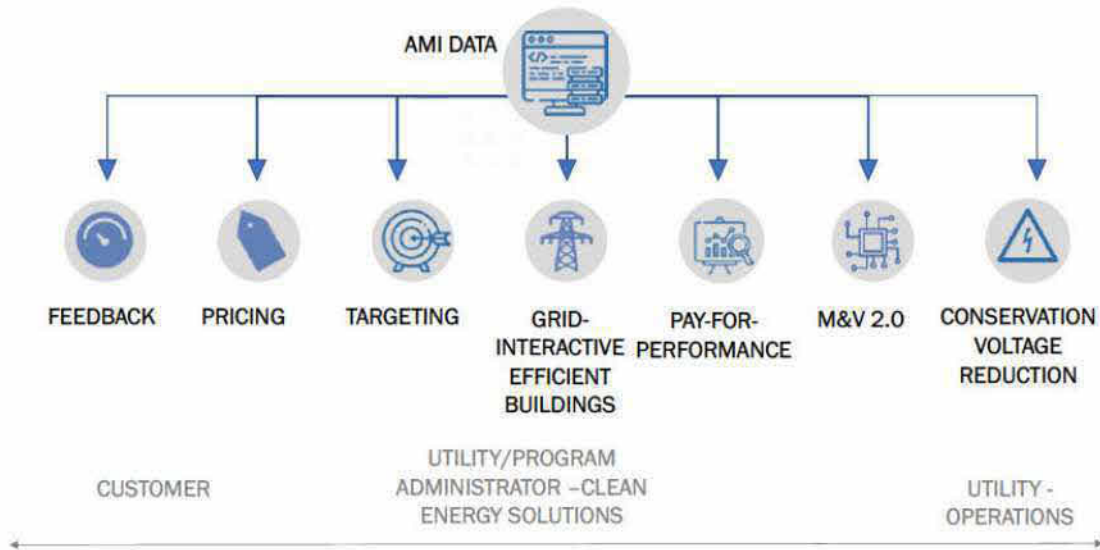 AMI DATA
</>
FEEDBACK
PRICING
TARGETING
GRID-
INTERACTIVE
EFFICIENT
BUILDINGS
PAY-FOR-
PERFORMANCE
M&V 2.0
CONSERVATION
VOLTAGE
REDUCTION
CUSTOMER
UTILITY/PROGRAM
ADMINISTRATOR –CLEAN
ENERGY SOLUTIONS
UTILITY -
OPERATIONS